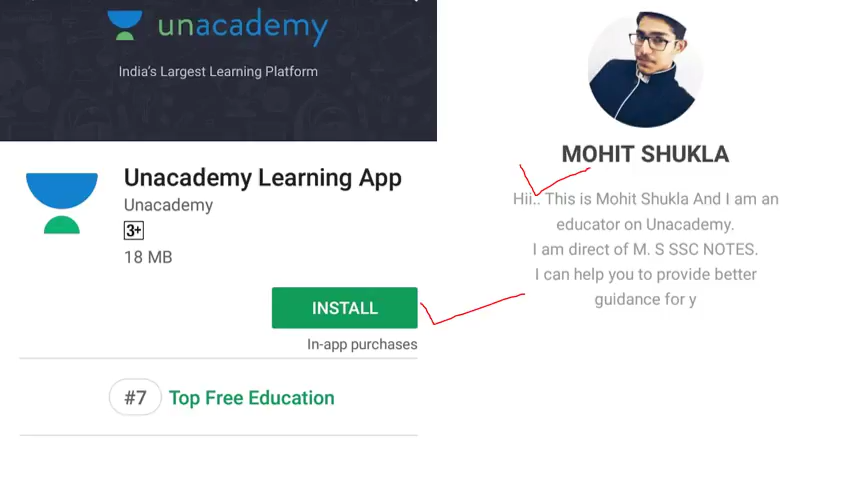 unacademy
India's Largest Learning Platform
Unacademy Learning App
Unacademy
3+
18 MB
INSTALL
In-app purchases
#7 Top Free Education
MOHIT SHUKLA
Hii.. This is Mohit Shukla And I am an
educator on Unacademy.
I am direct of M. S SSC NOTES.
I can help you to provide better
guidance for y